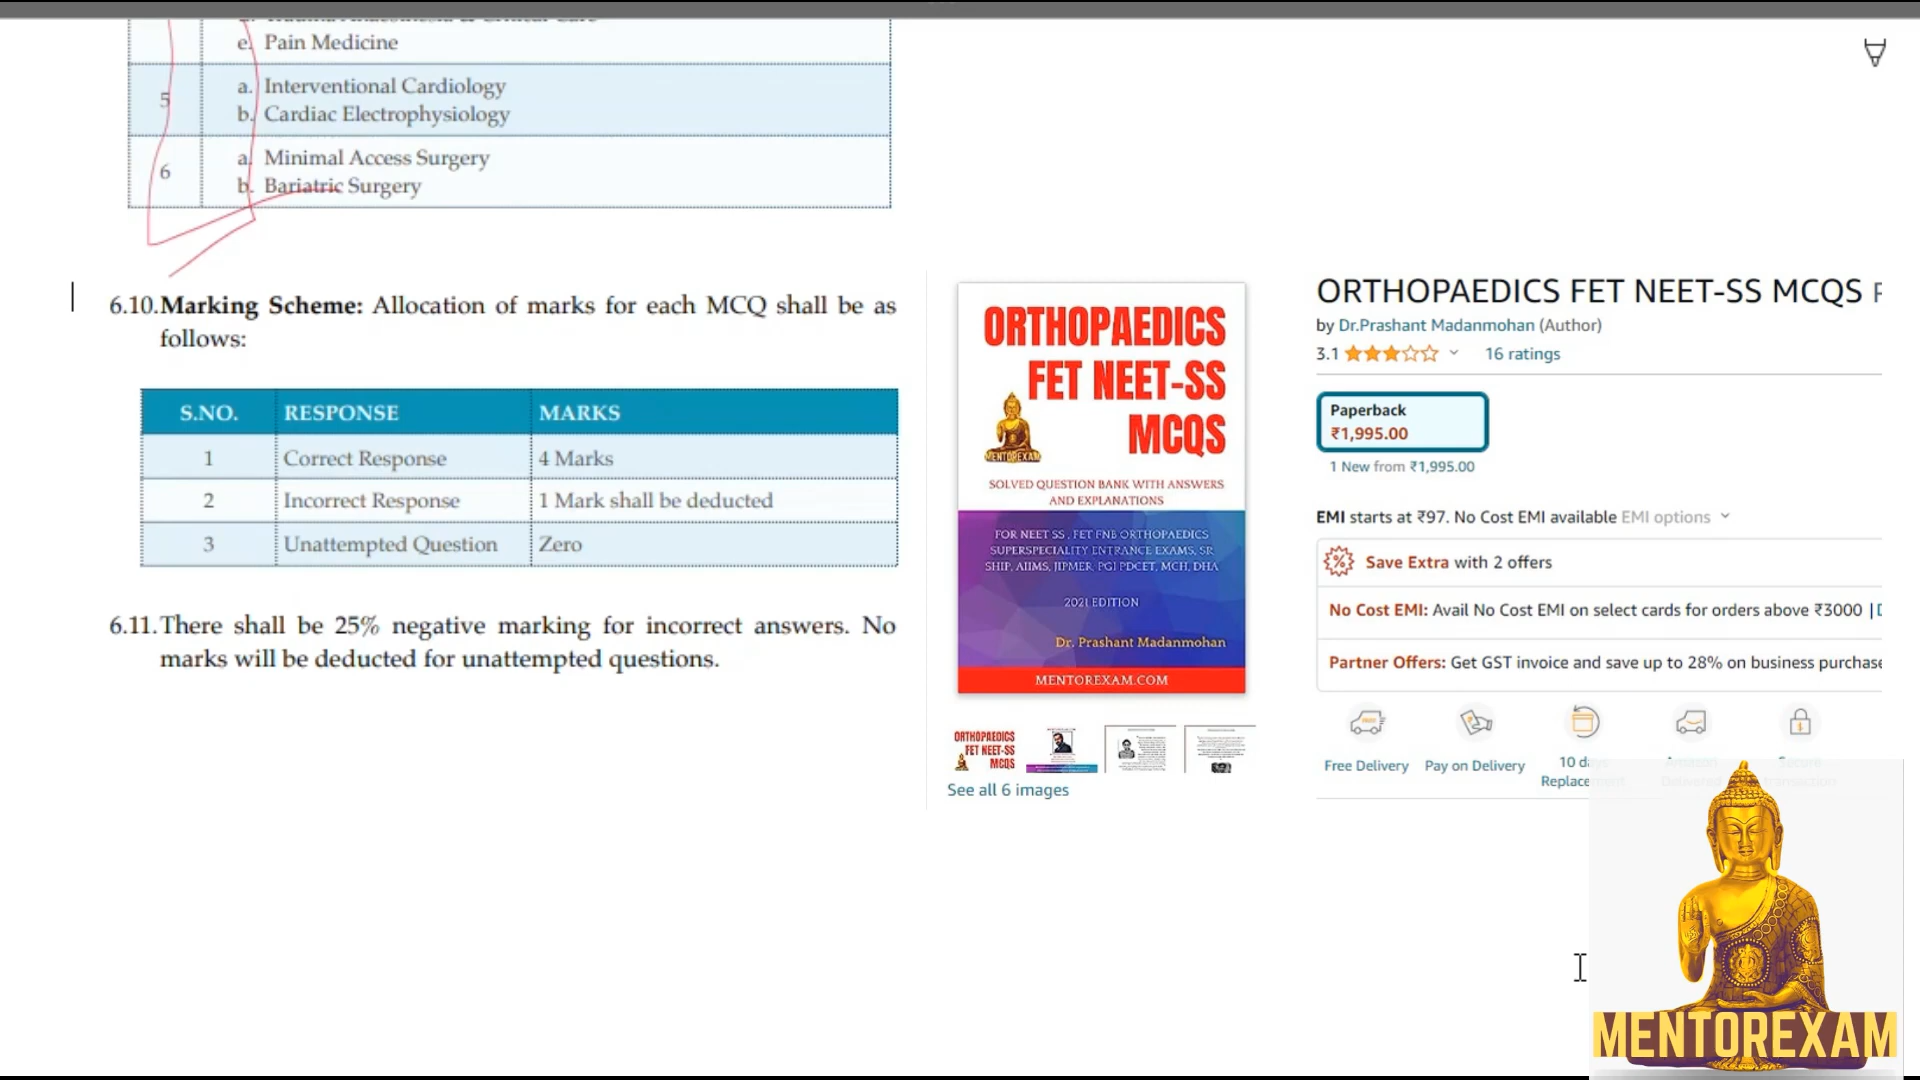 e. Pain Medicine
5
a. Interventional Cardiology
b. Cardiac Electrophysiology
6
a. Minimal Access Surgery
b. Bariatric Surgery
6.10. Marking Scheme: Allocation of marks for each MCQ shall be as
follows:
S.NO. RESPONSE MARKS
1 Correct Response 4 Marks
2 Incorrect Response 1 Mark shall be deducted
3 Unattempted Question Zero
6.11. There shall be 25% negative marking for incorrect answers. No
marks will be deducted for unattempted questions.
ORTHOPAEDICS
FET NEET-SS
MCQS
MENTOREXAM
SOLVED QUESTION BANK WITH ANSWERS
AND EXPLANATIONS
FOR NEET SS , FET FNB ORTHOPAEDICS
SUPERSPECIALITY ENTRANCE EXAMS, SR
SHIP, AIIMS, JIPMER, PGI PDCET, MCH, DHA
2021 EDITION
Dr. Prashant Madanmohan
MENTOREXAM.COM
ORTHOPAEDICS
FET NEET-SS
MCQS
See all 6 images
ORTHOPAEDICS FET NEET-SS MCQS
by Dr.Prashant Madanmohan (Author)
3.1 16 ratings
Paperback
₹1,995.00
1 New from ₹1,995.00
EMI starts at ₹97. No Cost EMI available EMI options
Save Extra with 2 offers
No Cost EMI: Avail No Cost EMI on select cards for orders above ₹3000 |
Partner Offers: Get GST invoice and save up to 28% on business purchase
Free Delivery
Pay on Delivery
10 days
Replacement
Amazon
Delivered
Secure
transaction
MENTOREXAM